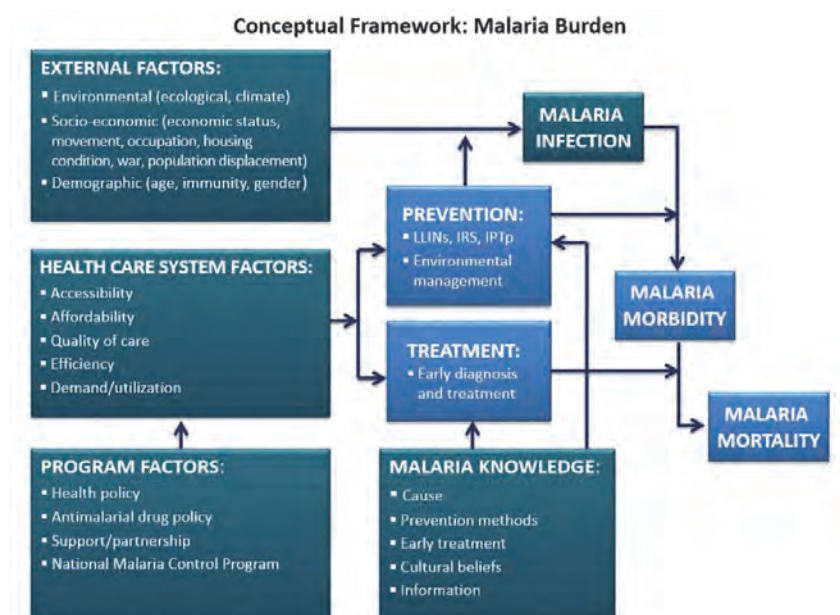 Conceptual Framework: Malaria Burden
EXTERNAL FACTORS:
▪ Environmental (ecological, climate)
▪ Socio-economic (economic status,
movement, occupation, housing
condition, war, population displacement)
▪ Demographic (age, immunity, gender)
MALARIA
INFECTION
PREVENTION:
▪ LLINs, IRS, IPTp
▪ Environmental
management
HEALTH CARE SYSTEM FACTORS:
▪ Accessibility
▪ Affordability
▪ Quality of care
▪ Efficiency
▪ Demand/utilization
MALARIA
MORBIDITY
TREATMENT:
▪ Early diagnosis
and treatment
MALARIA
MORTALITY
PROGRAM FACTORS:
▪ Health policy
▪ Antimalarial drug policy
▪ Support/partnership
▪ National Malaria Control Program
MALARIA KNOWLEDGE:
▪ Cause
▪ Prevention methods
▪ Early treatment
▪ Cultural beliefs
▪ Information